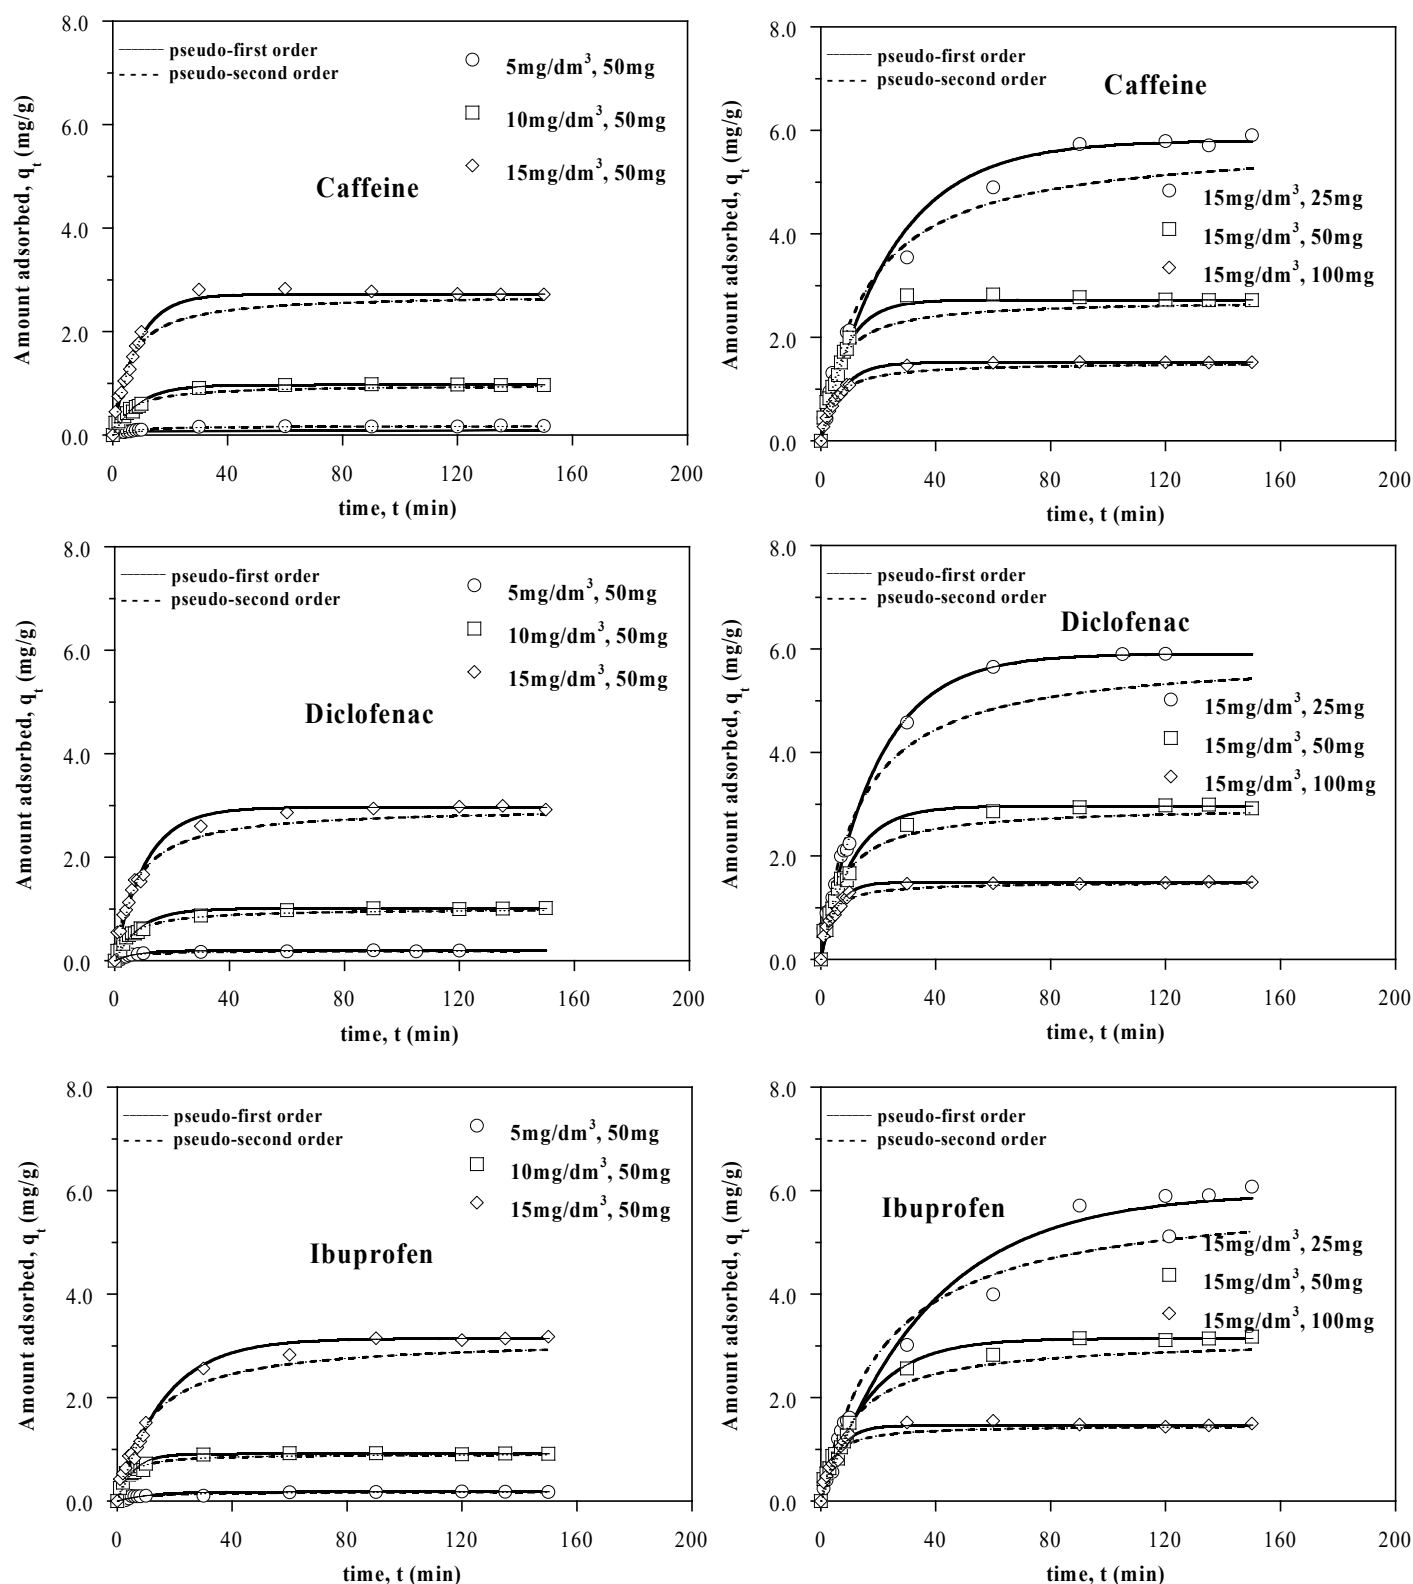 8.0
pseudo-first order
pseudo-second order
5mg/dm³, 50mg
10mg/dm³, 50mg
15mg/dm³, 50mg
Caffeine
6.0
4.0
2.0
0.0
Amount adsorbed, qₜ (mg/g)
0 40 80 120 160 200
time, t (min)
8.0
pseudo-first order
pseudo-second order
Caffeine
6.0
15mg/dm³, 25mg
15mg/dm³, 50mg
15mg/dm³, 100mg
4.0
2.0
0.0
Amount adsorbed, qₜ (mg/g)
0 40 80 120 160 200
time, t (min)
8.0
pseudo-first order
pseudo-second order
5mg/dm³, 50mg
10mg/dm³, 50mg
15mg/dm³, 50mg
Diclofenac
6.0
4.0
2.0
0.0
Amount adsorbed, qₜ (mg/g)
0 40 80 120 160 200
time, t (min)
8.0
pseudo-first order
pseudo-second order
Diclofenac
6.0
15mg/dm³, 25mg
15mg/dm³, 50mg
15mg/dm³, 100mg
4.0
2.0
0.0
Amount adsorbed, qₜ (mg/g)
0 40 80 120 160 200
time, t (min)
8.0
pseudo-first order
pseudo-second order
5mg/dm³, 50mg
10mg/dm³, 50mg
15mg/dm³, 50mg
Ibuprofen
6.0
4.0
2.0
0.0
Amount adsorbed, qₜ (mg/g)
0 40 80 120 160 200
time, t (min)
8.0
pseudo-first order
pseudo-second order
Ibuprofen
6.0
15mg/dm³, 25mg
15mg/dm³, 50mg
15mg/dm³, 100mg
4.0
2.0
0.0
Amount adsorbed, qₜ (mg/g)
0 40 80 120 160 200
time, t (min)